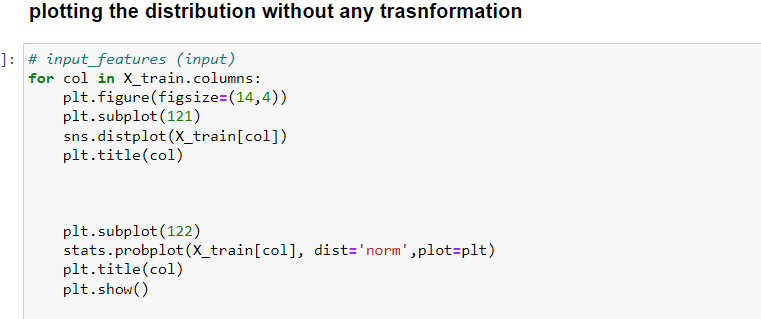 plotting the distribution without any trasnformation
]: # input_features (input)
for col in X_train.columns:
    plt.figure(figsize=(14,4))
    plt.subplot(121)
    sns.distplot(X_train[col])
    plt.title(col)
    plt.subplot(122)
    stats.probplot(X_train[col], dist='norm',plot=plt)
    plt.title(col)
    plt.show()